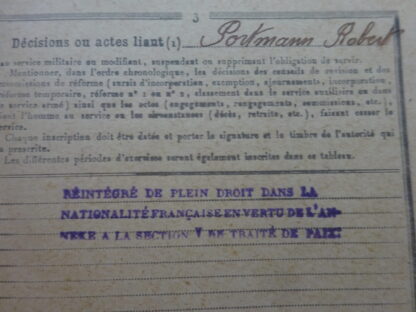 3
Décisions ou actes liant (1) Portmann Robert
au service militaire ou modifiant, suspendant ou supprimant l'obligation de servir.
Mentionner, dans l'ordre chronologique, les décisions des conseils de revision et des
commissions de réforme (sursis d'incorporation, exemption, ajournements, incorporation,
réforme temporaire, réformes n° 1 et n° 2, classement dans le service auxiliaire ou dans
le service armé) ainsi que les actes (engagements, rengagements, commissions, etc.),
liant l'homme au service ou les circonstances (décès, retraite, etc.), faisant cesser le
service.
Chaque inscription doit être datée et porter la signature et le timbre de l'autorité qui
la prescrite.
Les différentes périodes d'exercice seront également inscrites dans ce tableau.
RÉINTÉGRÉ DE PLEIN DROIT DANS LA
NATIONALITÉ FRANÇAISE EN VERTU DE L'AN-
NEXE A LA SECTION V DE TRAITÉ DE PAIX.